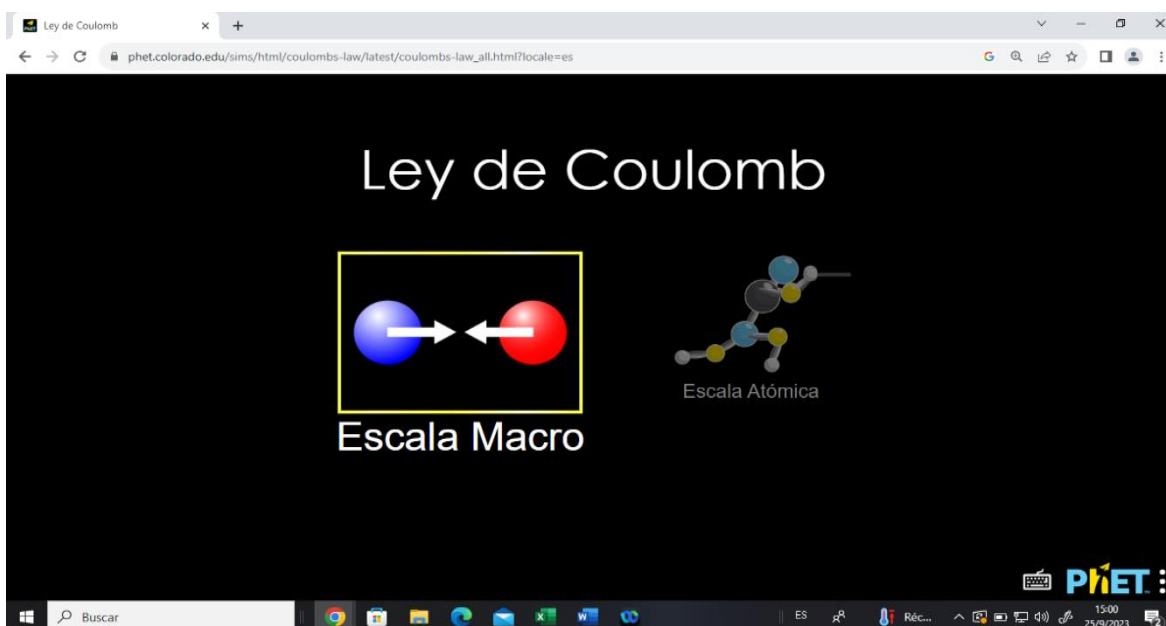 Ley de Coulomb
phet.colorado.edu/sims/html/coulombs-law/latest/coulombs-law_all.html?locale=es
Ley de Coulomb
Escala Macro
Escala Atómica
PhET
Buscar
ES
Réc...
15:00
25/9/2023